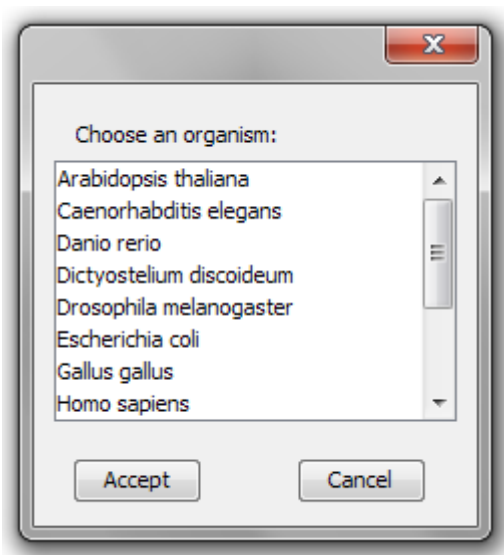 Choose an organism:
Arabidopsis thaliana
Caenorhabditis elegans
Danio rerio
Dictyostelium discoideum
Drosophila melanogaster
Escherichia coli
Gallus gallus
Homo sapiens
Accept Cancel